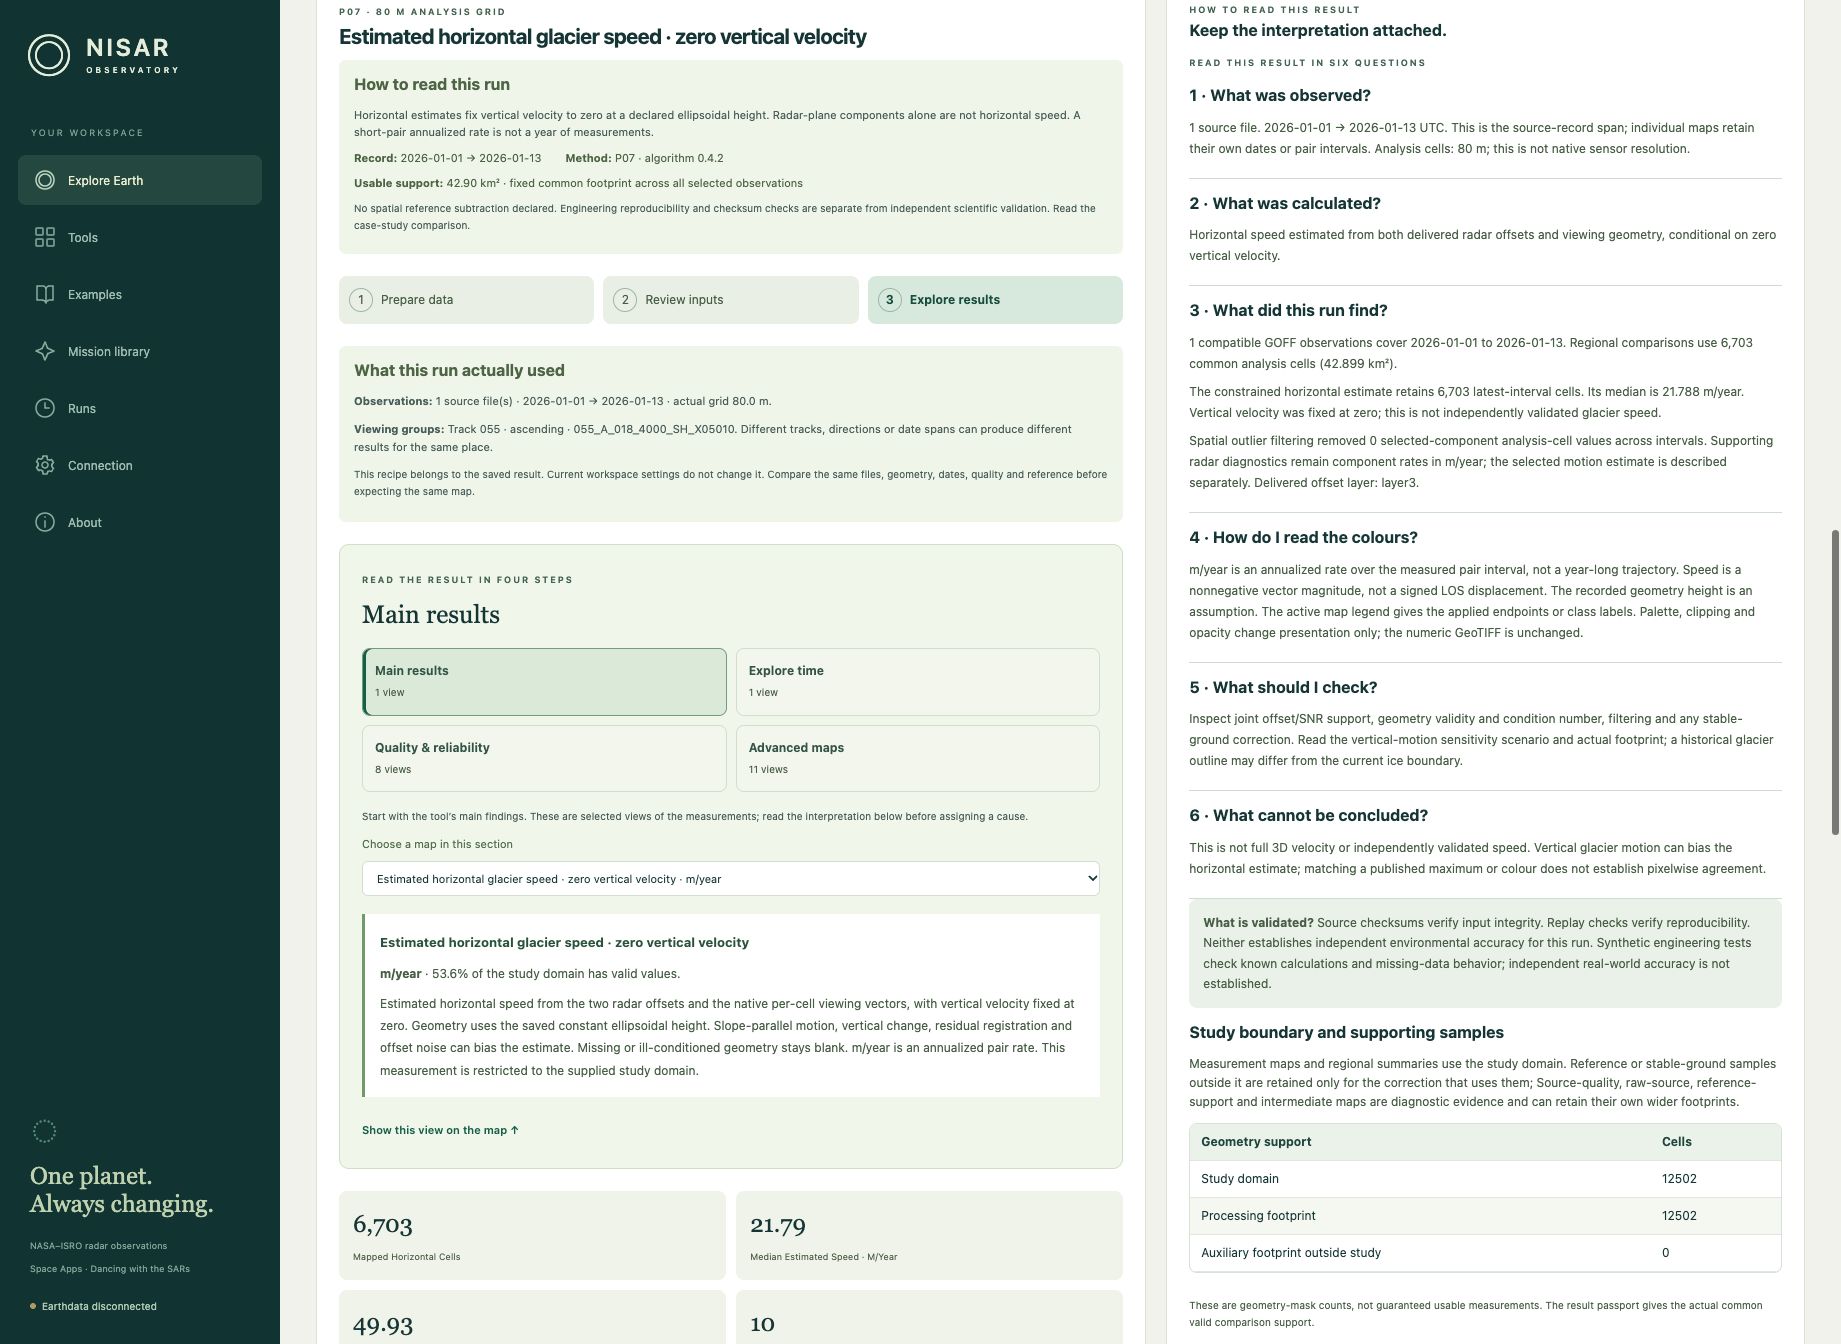 NISAR
OBSERVATORY
YOUR WORKSPACE
Explore Earth
Tools
Examples
Mission library
Runs
Connection
About
One planet.
Always changing.
NASA–ISRO radar observations
Space Apps · Dancing with the SARs
Earthdata disconnected
P07 · 80 M ANALYSIS GRID
Estimated horizontal glacier speed · zero vertical velocity
How to read this run
Horizontal estimates fix vertical velocity to zero at a declared ellipsoidal height. Radar-plane components alone are not horizontal speed. A
short-pair annualized rate is not a year of measurements.
Record: 2026-01-01 → 2026-01-13 Method: P07 · algorithm 0.4.2
Usable support: 42.90 km² · fixed common footprint across all selected observations
No spatial reference subtraction declared. Engineering reproducibility and checksum checks are separate from independent scientific validation. Read the
case-study comparison.
1 Prepare data
2 Review inputs
3 Explore results
What this run actually used
Observations: 1 source file(s) · 2026-01-01 → 2026-01-13 · actual grid 80.0 m.
Viewing groups: Track 055 · ascending · 055_A_018_4000_SH_X05010. Different tracks, directions or date spans can produce different
results for the same place.
This recipe belongs to the saved result. Current workspace settings do not change it. Compare the same files, geometry, dates, quality and reference before
expecting the same map.
READ THE RESULT IN FOUR STEPS
Main results
Main results
1 view
Explore time
1 view
Quality & reliability
8 views
Advanced maps
11 views
Start with the tool's main findings. These are selected views of the measurements; read the interpretation below before assigning a cause.
Choose a map in this section
Estimated horizontal glacier speed · zero vertical velocity · m/year
Estimated horizontal glacier speed · zero vertical velocity
m/year · 53.6% of the study domain has valid values.
Estimated horizontal speed from the two radar offsets and the native per-cell viewing vectors, with vertical velocity fixed at
zero. Geometry uses the saved constant ellipsoidal height. Slope-parallel motion, vertical change, residual registration and
offset noise can bias the estimate. Missing or ill-conditioned geometry stays blank. m/year is an annualized pair rate. This
measurement is restricted to the supplied study domain.
Show this view on the map ↑
6,703
Mapped Horizontal Cells
21.79
Median Estimated Speed · M/Year
49.93
10
HOW TO READ THIS RESULT
Keep the interpretation attached.
READ THIS RESULT IN SIX QUESTIONS
1 · What was observed?
1 source file. 2026-01-01 → 2026-01-13 UTC. This is the source-record span; individual maps retain
their own dates or pair intervals. Analysis cells: 80 m; this is not native sensor resolution.
2 · What was calculated?
Horizontal speed estimated from both delivered radar offsets and viewing geometry, conditional on zero
vertical velocity.
3 · What did this run find?
1 compatible GOFF observations cover 2026-01-01 to 2026-01-13. Regional comparisons use 6,703
common analysis cells (42.899 km²).
The constrained horizontal estimate retains 6,703 latest-interval cells. Its median is 21.788 m/year.
Vertical velocity was fixed at zero; this is not independently validated glacier speed.
Spatial outlier filtering removed 0 selected-component analysis-cell values across intervals. Supporting
radar diagnostics remain component rates in m/year; the selected motion estimate is described
separately. Delivered offset layer: layer3.
4 · How do I read the colours?
m/year is an annualized rate over the measured pair interval, not a year-long trajectory. Speed is a
nonnegative vector magnitude, not a signed LOS displacement. The recorded geometry height is an
assumption. The active map legend gives the applied endpoints or class labels. Palette, clipping and
opacity change presentation only; the numeric GeoTIFF is unchanged.
5 · What should I check?
Inspect joint offset/SNR support, geometry validity and condition number, filtering and any stable-
ground correction. Read the vertical-motion sensitivity scenario and actual footprint; a historical glacier
outline may differ from the current ice boundary.
6 · What cannot be concluded?
This is not full 3D velocity or independently validated speed. Vertical glacier motion can bias the
horizontal estimate; matching a published maximum or colour does not establish pixelwise agreement.
What is validated? Source checksums verify input integrity. Replay checks verify reproducibility.
Neither establishes independent environmental accuracy for this run. Synthetic engineering tests
check known calculations and missing-data behavior; independent real-world accuracy is not
established.
Study boundary and supporting samples
Measurement maps and regional summaries use the study domain. Reference or stable-ground samples
outside it are retained only for the correction that uses them; Source-quality, raw-source, reference-
support and intermediate maps are diagnostic evidence and can retain their own wider footprints.
Geometry support Cells
Study domain 12502
Processing footprint 12502
Auxiliary footprint outside study 0
These are geometry-mask counts, not guaranteed usable measurements. The result passport gives the actual common
valid comparison support.